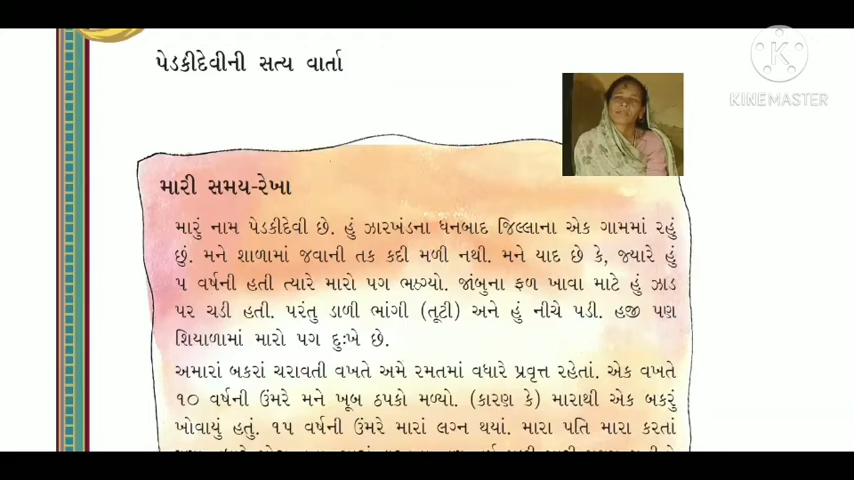 પેડકીદેવીની સત્ય વાર્તા
KINEMASTER
મારી સમય-રેખા
મારું નામ પેડકીદેવી છે. હું ઝારખંડના ધનબાદ જિલ્લાના એક ગામમાં રહું
છું. મને શાળામાં જવાની તક કદી મળી નથી. મને યાદ છે કે, જ્યારે હું
૫ વર્ષની હતી ત્યારે મારો પગ ભઠગ્યો. જાંબુના ફળ ખાવા માટે હું ઝાડ
પર ચડી હતી. પરંતુ ડાળી ભાંગી (તૂટી) અને હું નીચે પડી. હજી પણ
શિયાળામાં મારો પગ દુઃખે છે.
અમારાં બકરાં ચરાવતી વખતે અમે રમતમાં વધારે પ્રવૃત્ત રહેતાં. એક વખતે
૧૦ વર્ષની ઉંમરે મને ખૂબ ઠપકો મળ્યો. (કારણ કે) મારાથી એક બકરું
ખોવાયું હતું. ૧૫ વર્ષની ઉંમરે મારાં લગ્ન થયાં. મારા પતિ મારા કરતાં